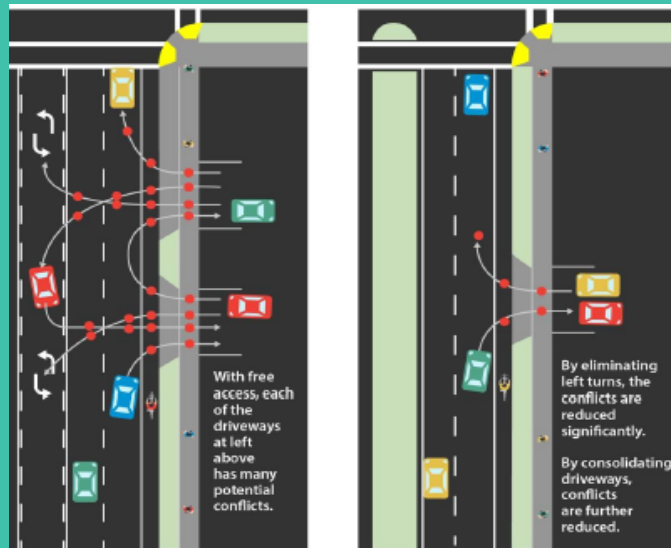 With free
access, each
of the
driveways
at left
above
has many
potential
conflicts.
By eliminating
left turns, the
conflicts are
reduced
significantly.
By consolidating
driveways,
conflicts
are further
reduced.